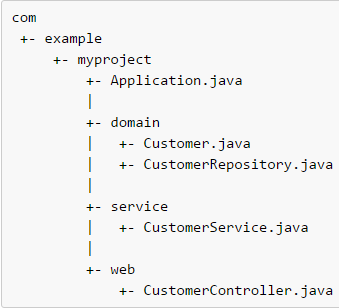 com
 +- example
     +- myproject
         +- Application.java
         |
         +- domain
         |   +- Customer.java
         |   +- CustomerRepository.java
         |
         +- service
         |   +- CustomerService.java
         |
         +- web
             +- CustomerController.java